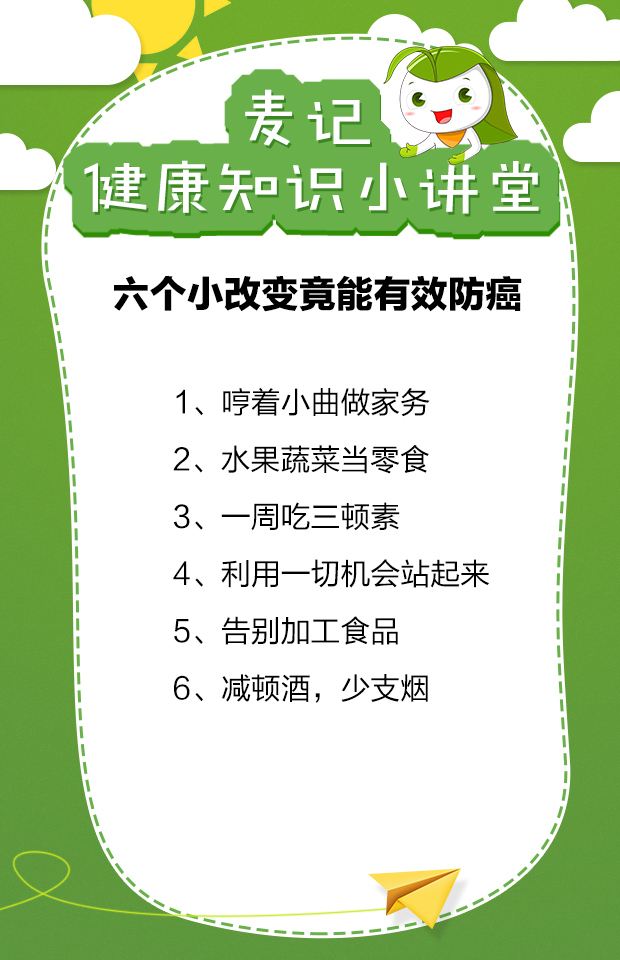 麦记
健康知识小讲堂
六个小改变竟能有效防癌
1、哼着小曲做家务
2、水果蔬菜当零食
3、一周吃三顿素
4、利用一切机会站起来
5、告别加工食品
6、减顿酒，少支烟